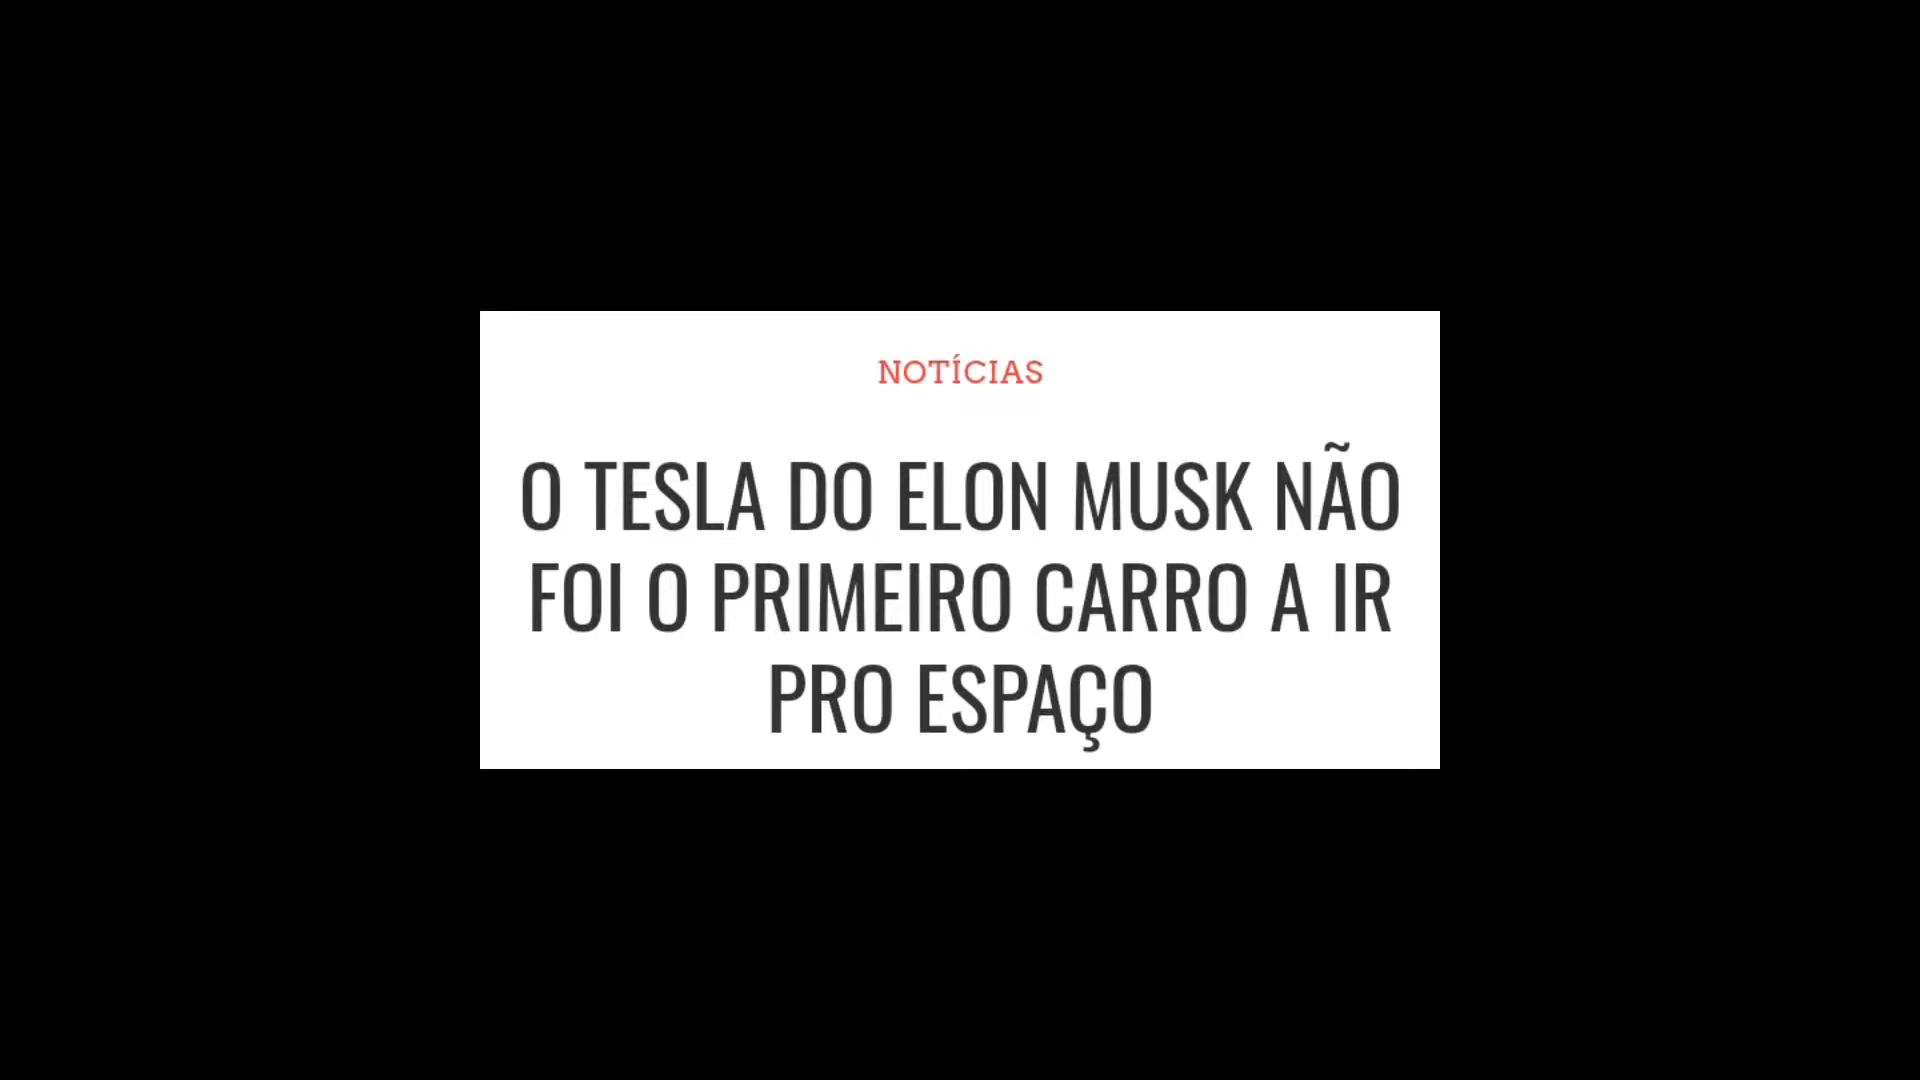 NOTÍCIAS
O TESLA DO ELON MUSK NÃO
FOI O PRIMEIRO CARRO A IR
PRO ESPAÇO